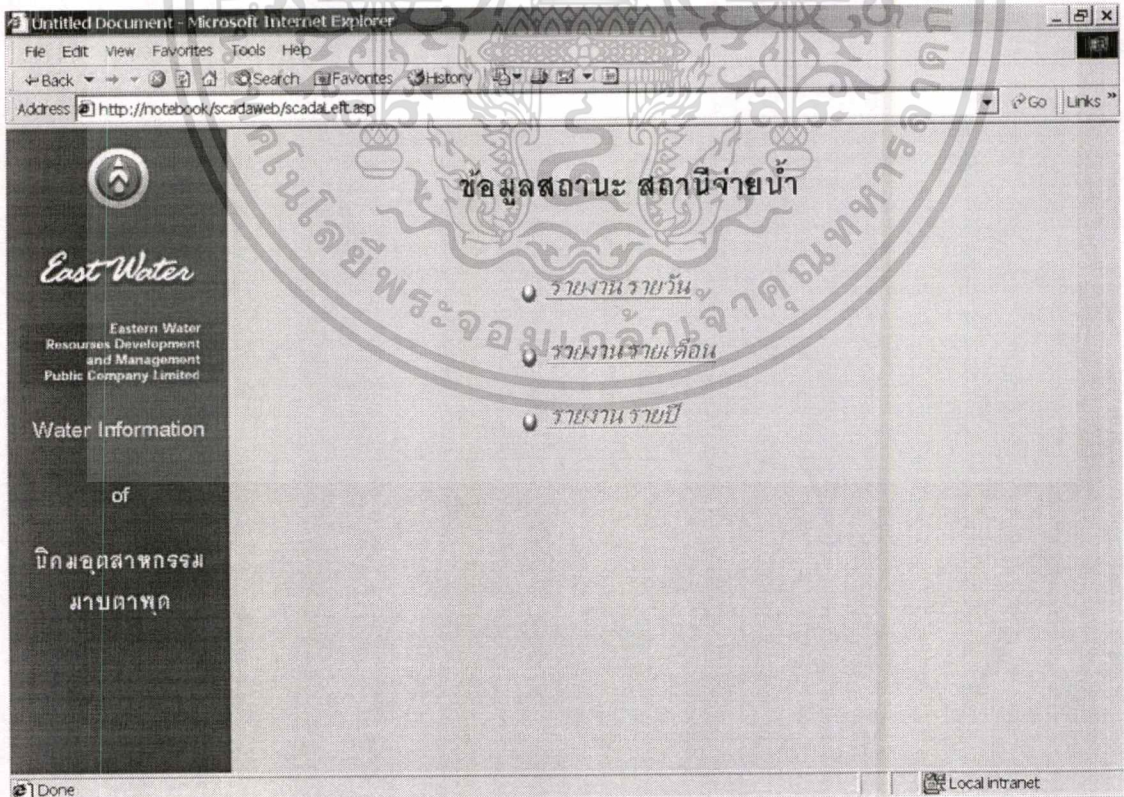 Untitled Document - Microsoft Internet Explorer
File Edit View Favorites Tools Help
Back Search Favorites History
Address http://notebook/scadaweb/scadaLeft.asp Go Links »
ข้อมูลสถานะ สถานีจ่ายน้ำ
East Water
Eastern Water
Resourses Development
and Management
Public Company Limited
รายงาน รายวัน
รายงาน รายเดือน
รายงาน รายปี
Water Information
of
นิคมอุตสาหกรรม
มาบตาพุด
Done Local intranet